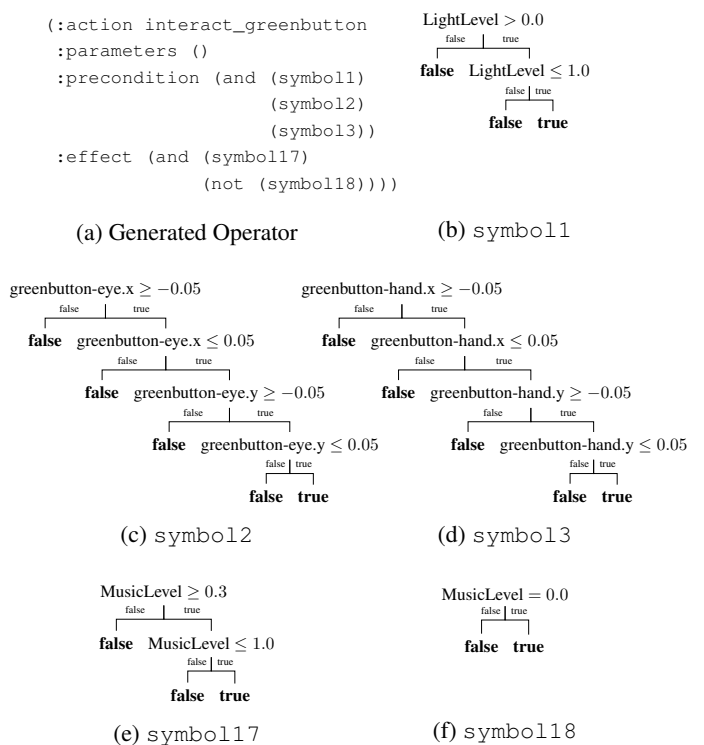 (:action interact_greenbutton
:parameters ()
:precondition (and (symbol1)
(symbol2)
(symbol3))
:effect (and (symbol17)
(not (symbol18))))
(a) Generated Operator
LightLevel > 0.0
false true
false LightLevel ≤ 1.0
false true
false true
(b) symbol1
greenbutton-eye.x ≥ −0.05
false true
false greenbutton-eye.x ≤ 0.05
false true
false greenbutton-eye.y ≥ −0.05
false true
false greenbutton-eye.y ≤ 0.05
false true
false true
(c) symbol2
greenbutton-hand.x ≥ −0.05
false true
false greenbutton-hand.x ≤ 0.05
false true
false greenbutton-hand.y ≥ −0.05
false true
false greenbutton-hand.y ≤ 0.05
false true
false true
(d) symbol3
MusicLevel ≥ 0.3
false true
false MusicLevel ≤ 1.0
false true
false true
(e) symbol17
MusicLevel = 0.0
false true
false true
(f) symbol18